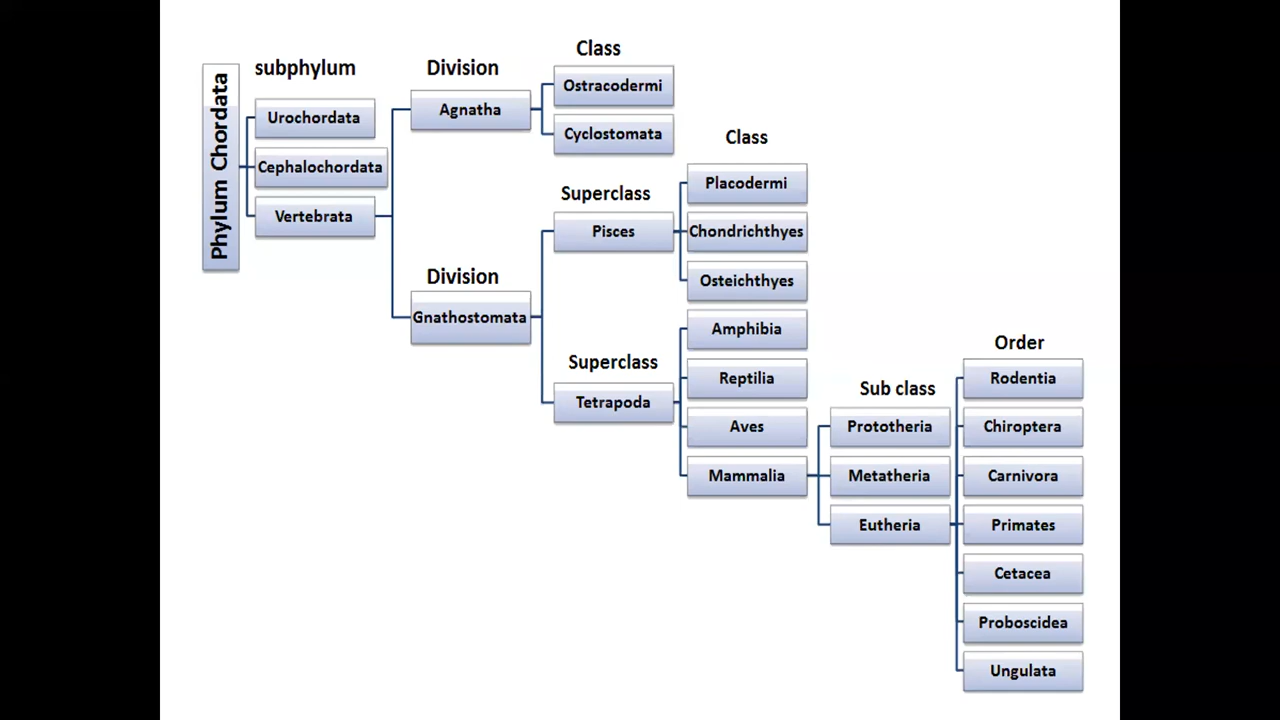 Phylum Chordata
subphylum
Urochordata
Cephalochordata
Vertebrata
Division
Agnatha
Class
Ostracodermi
Cyclostomata
Division
Gnathostomata
Superclass
Pisces
Class
Placodermi
Chondrichthyes
Osteichthyes
Superclass
Tetrapoda
Amphibia
Reptilia
Aves
Mammalia
Sub class
Prototheria
Metatheria
Eutheria
Order
Rodentia
Chiroptera
Carnivora
Primates
Cetacea
Proboscidea
Ungulata